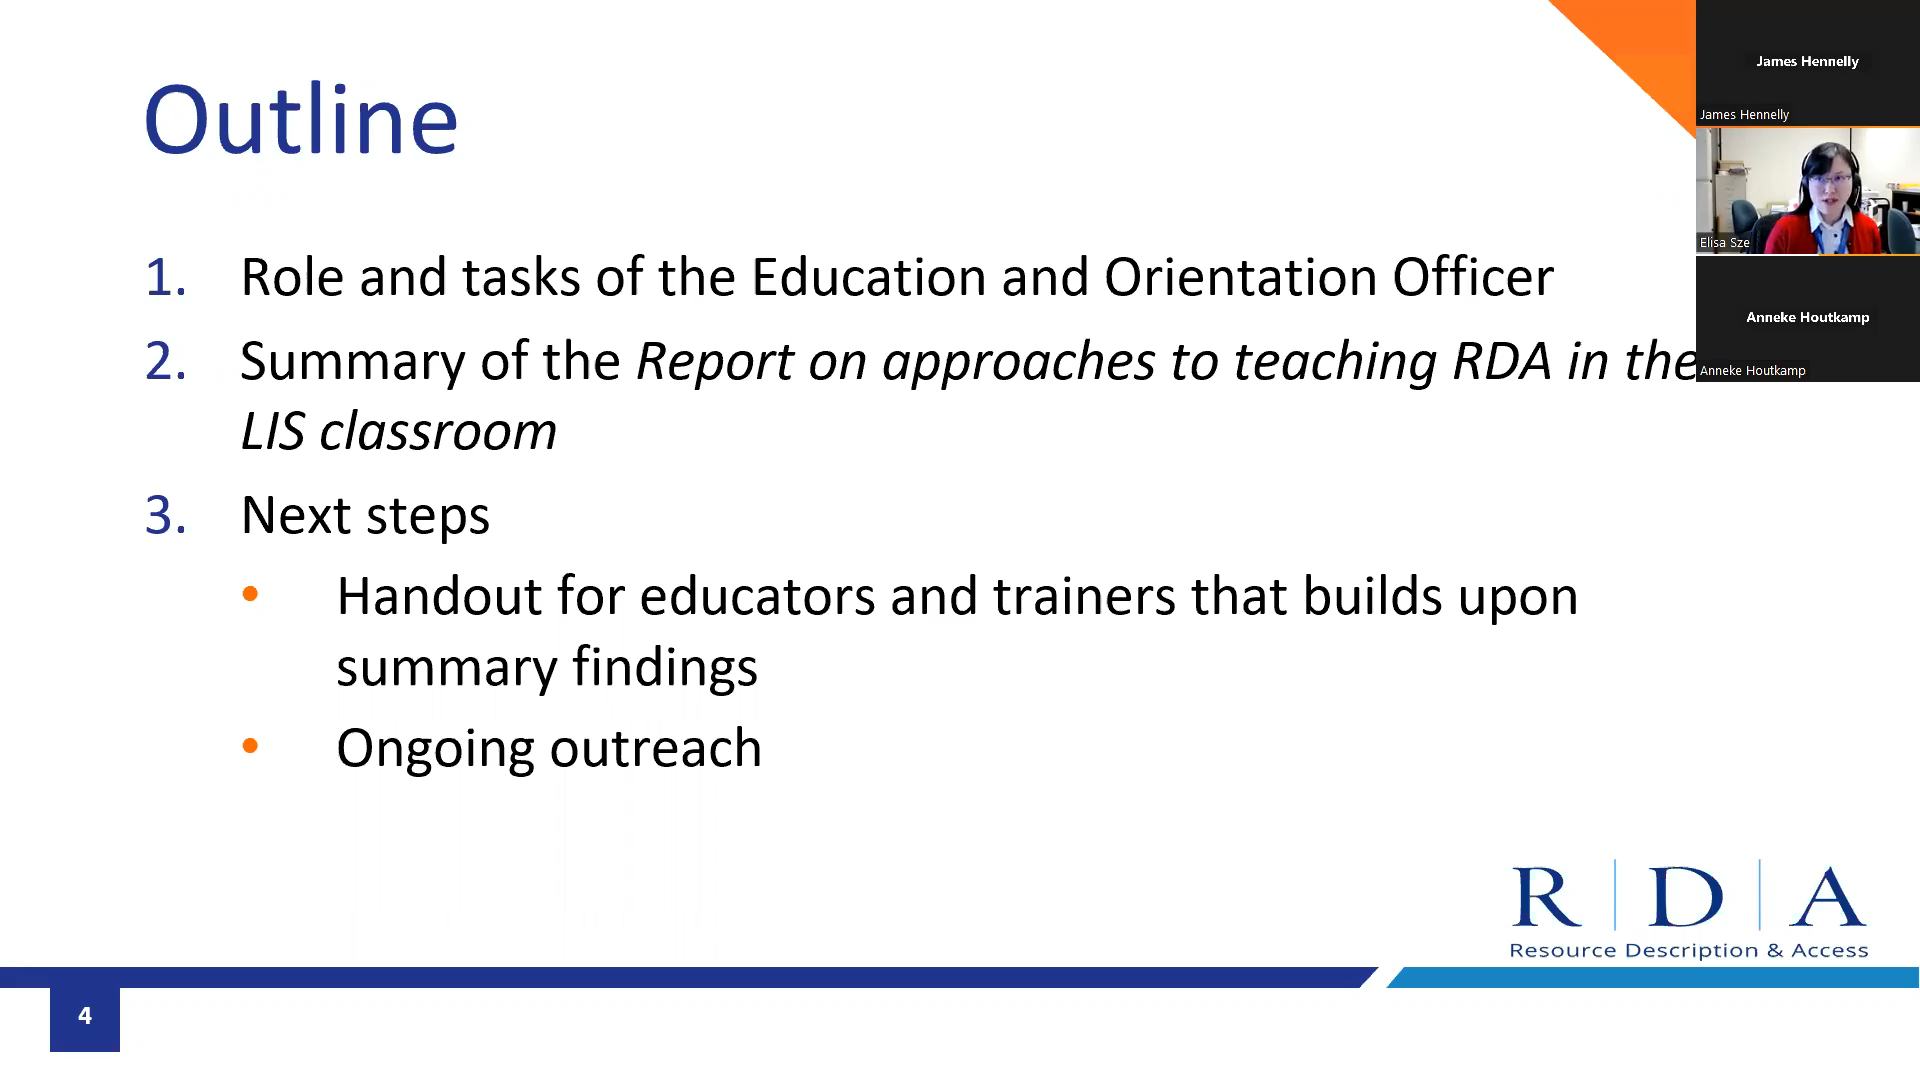 Outline
1. Role and tasks of the Education and Orientation Officer
2. Summary of the Report on approaches to teaching RDA in the
LIS classroom
3. Next steps
• Handout for educators and trainers that builds upon
summary findings
• Ongoing outreach
James Hennelly
James Hennelly
Elisa Sze
Anneke Houtkamp
Anneke Houtkamp
R|D|A
Resource Description & Access
4